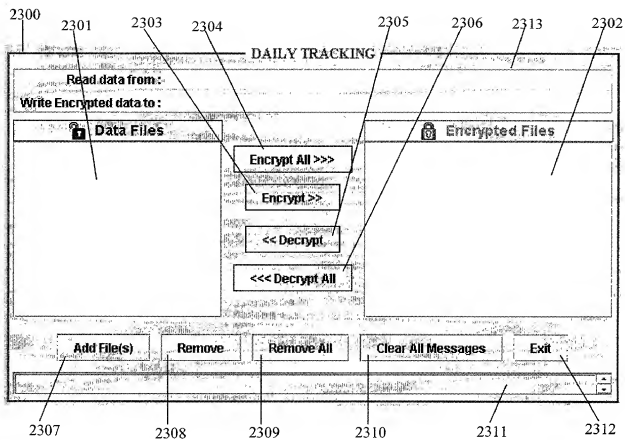 2300 2301 2303 2304 2305 2306 2313 2302
DAILY TRACKING
Read data from :
Write Encrypted data to :
Data Files
Encrypted Files
Encrypt All >>>
Encrypt >>
<< Decrypt
<<< Decrypt All
Add File(s) Remove Remove All Clear All Messages Exit
2307 2308 2309 2310 2311 2312